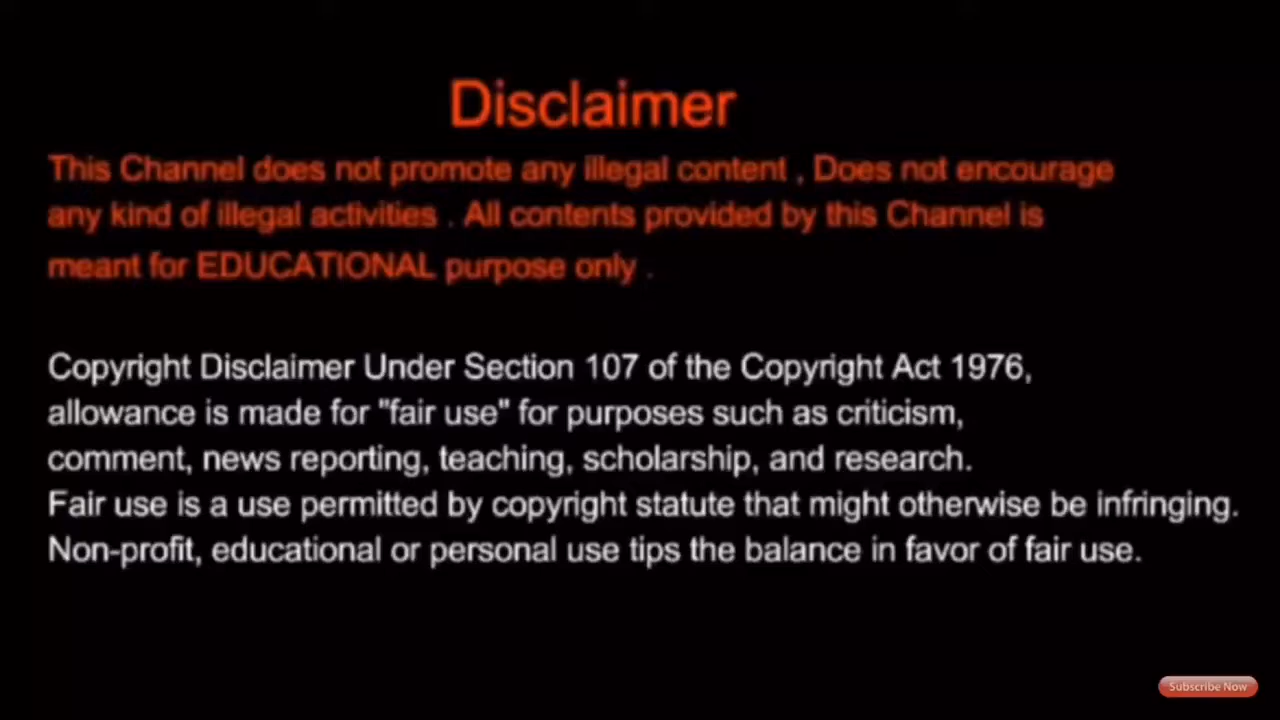 Disclaimer
This Channel does not promote any illegal content , Does not encourage
any kind of illegal activities . All contents provided by this Channel is
meant for EDUCATIONAL purpose only .
Copyright Disclaimer Under Section 107 of the Copyright Act 1976,
allowance is made for "fair use" for purposes such as criticism,
comment, news reporting, teaching, scholarship, and research.
Fair use is a use permitted by copyright statute that might otherwise be infringing.
Non-profit, educational or personal use tips the balance in favor of fair use.
Subscribe Now